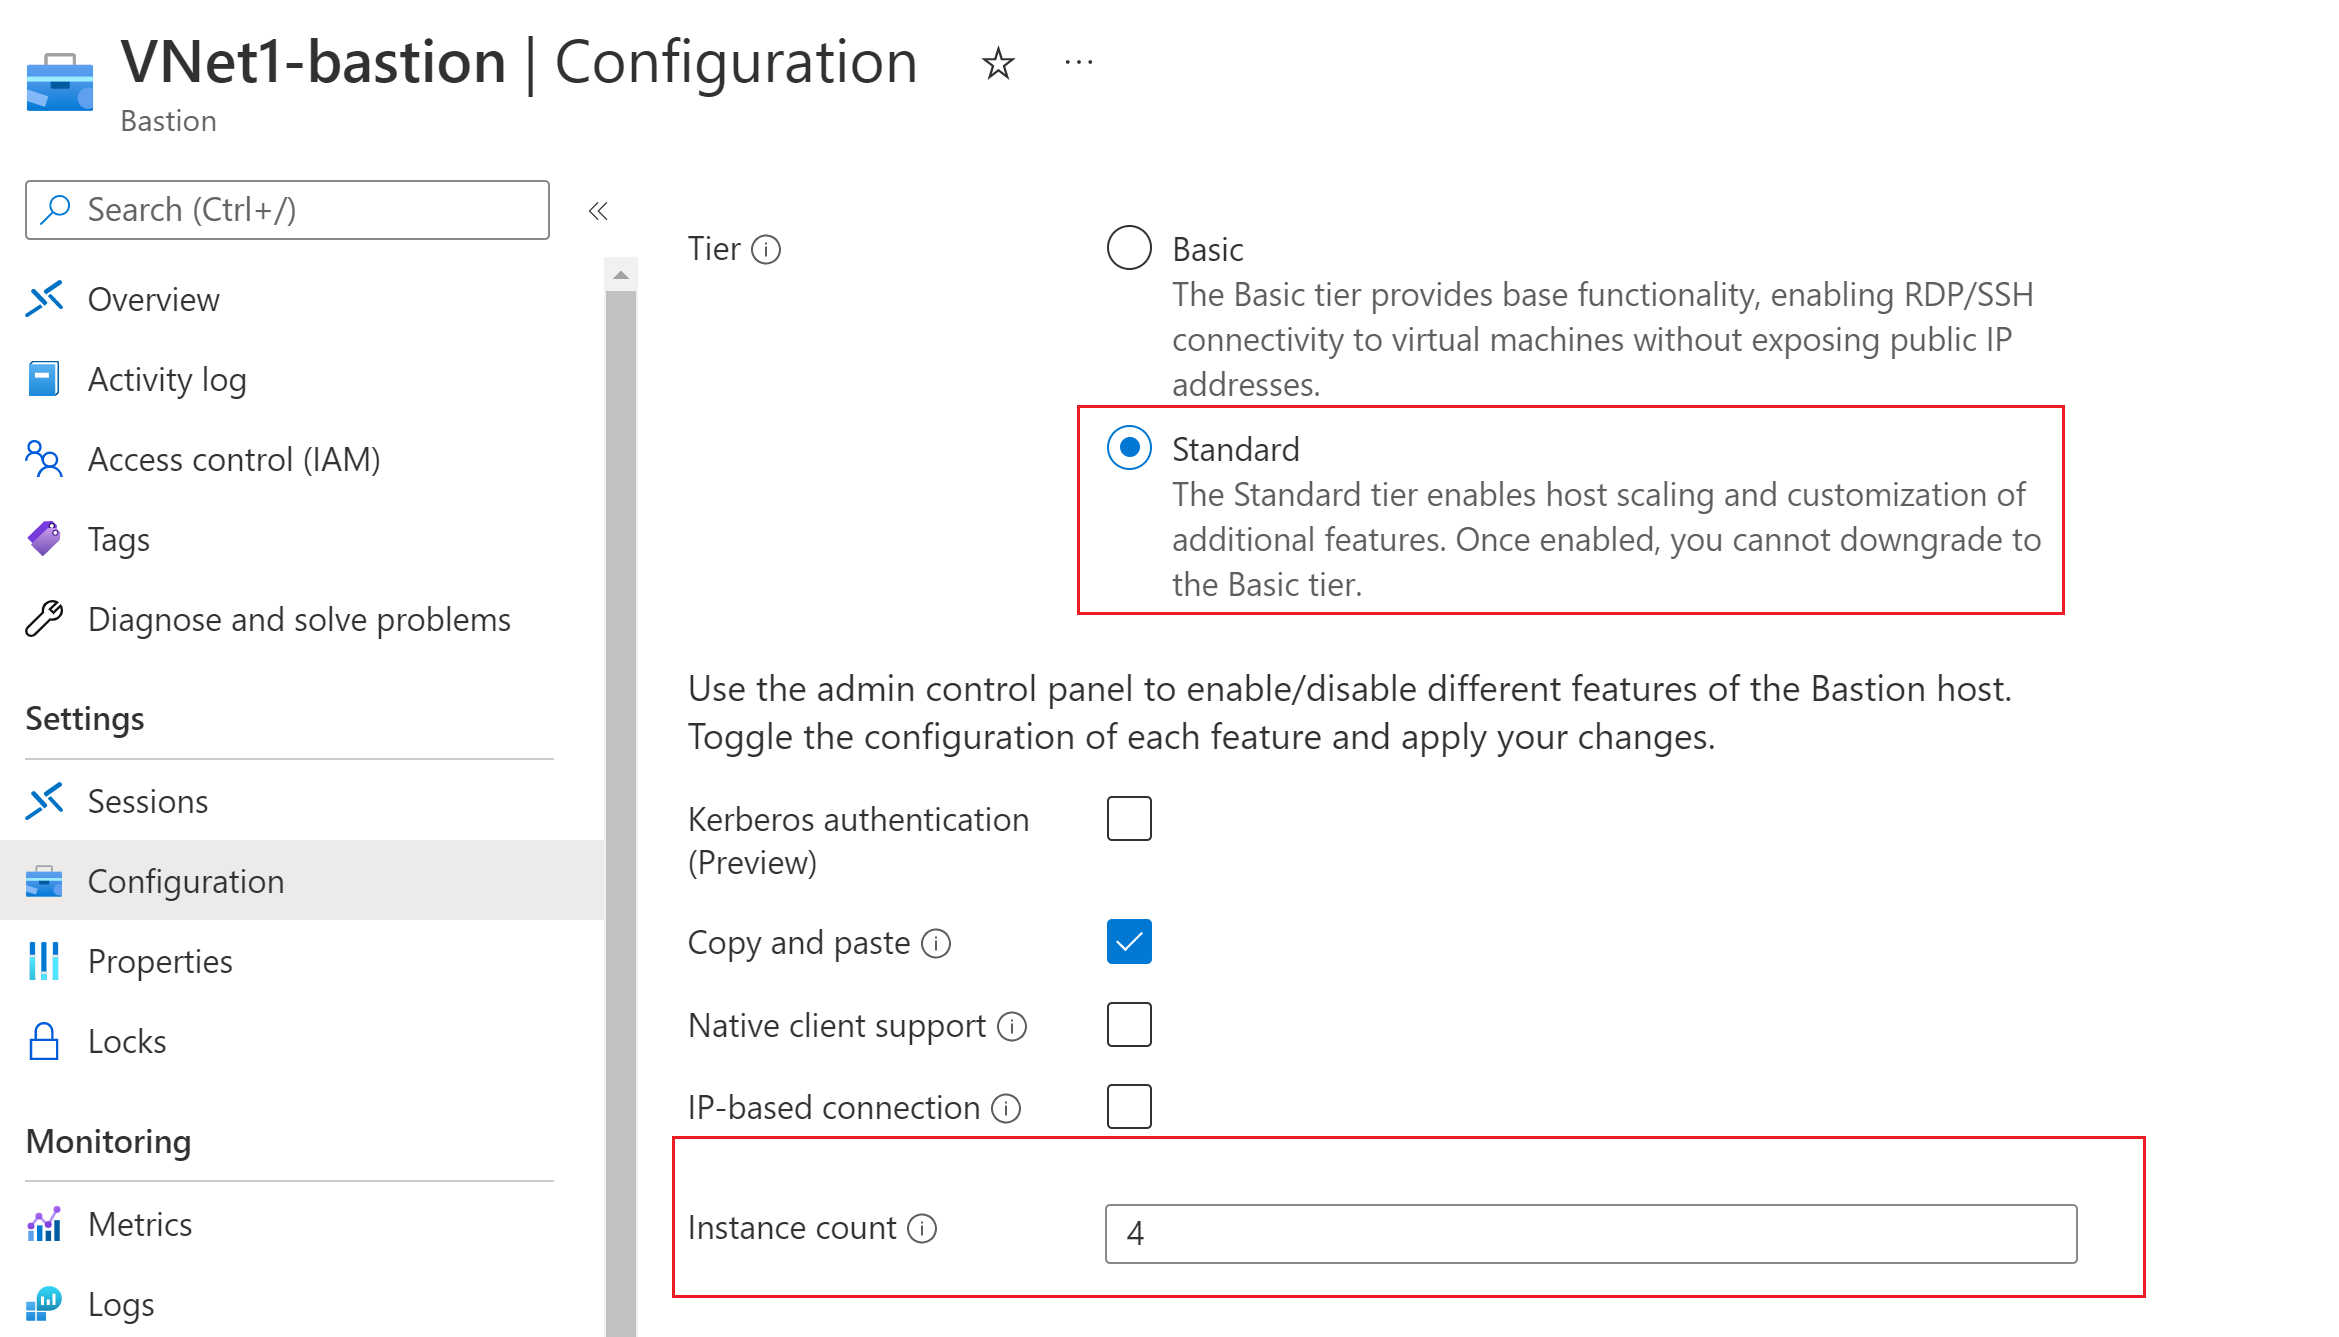 VNet1-bastion | Configuration
Bastion
Search (Ctrl+/)
Overview
Activity log
Access control (IAM)
Tags
Diagnose and solve problems
Settings
Sessions
Configuration
Properties
Locks
Monitoring
Metrics
Logs
Tier
Basic
The Basic tier provides base functionality, enabling RDP/SSH
connectivity to virtual machines without exposing public IP
addresses.
Standard
The Standard tier enables host scaling and customization of
additional features. Once enabled, you cannot downgrade to
the Basic tier.
Use the admin control panel to enable/disable different features of the Bastion host.
Toggle the configuration of each feature and apply your changes.
Kerberos authentication
(Preview)
Copy and paste
Native client support
IP-based connection
Instance count
4